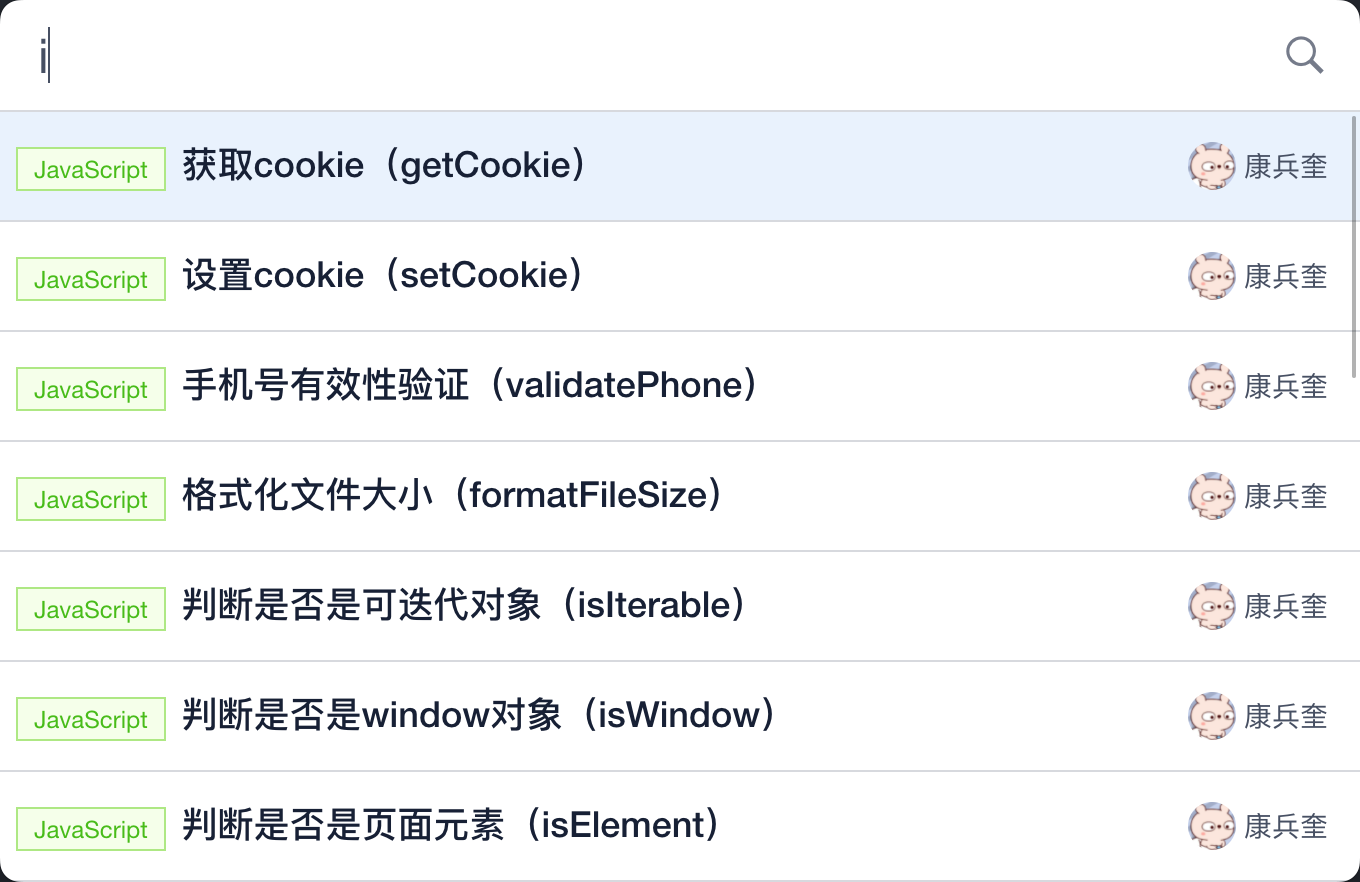 i
JavaScript 获取cookie（getCookie） 康兵奎
JavaScript 设置cookie（setCookie） 康兵奎
JavaScript 手机号有效性验证（validatePhone） 康兵奎
JavaScript 格式化文件大小（formatFileSize） 康兵奎
JavaScript 判断是否是可迭代对象（isIterable） 康兵奎
JavaScript 判断是否是window对象（isWindow） 康兵奎
JavaScript 判断是否是页面元素（isElement） 康兵奎